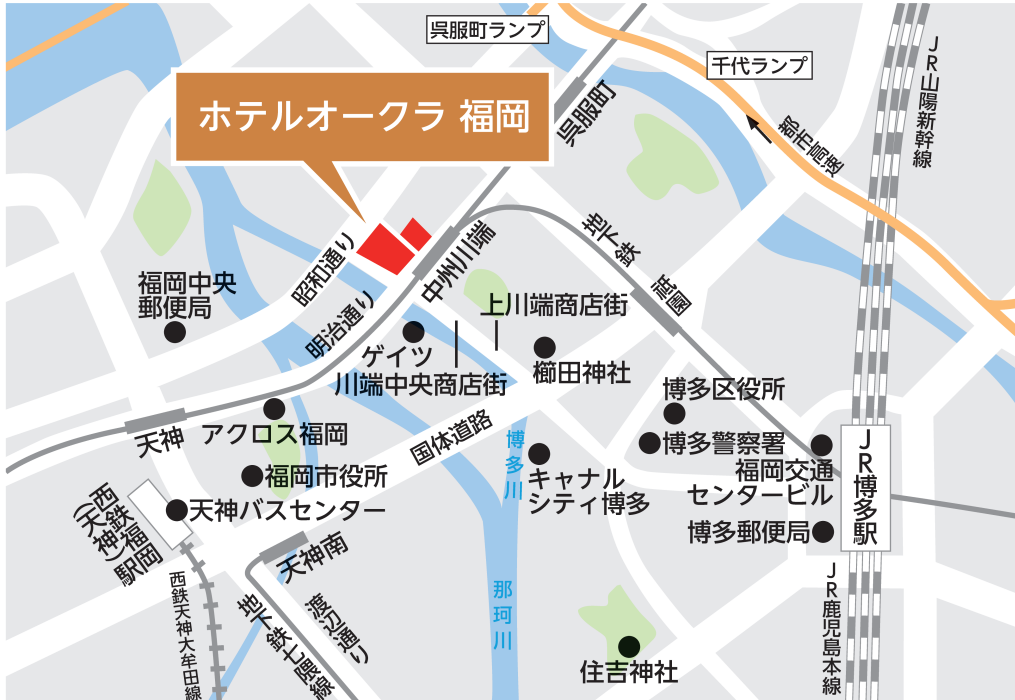 呉服町ランプ
千代ランプ
JR山陽新幹線
ホテルオークラ 福岡
呉服町
都市高速
地下鉄
昭和通り
中州川端
祗園
福岡中央
郵便局
明治通り
上川端商店街
ゲイツ
川端中央商店街
櫛田神社
博多区役所
天神
アクロス福岡
国体道路
博多川
博多警察署
福岡交通
センタービル
JR博多駅
福岡市役所
キャナル
シティ博多
西鉄福岡
(天神)駅
天神バスセンター
博多郵便局
天神南
西鉄天神大牟田線
地下鉄七隈線
渡辺通り
那珂川
JR鹿児島本線
住吉神社